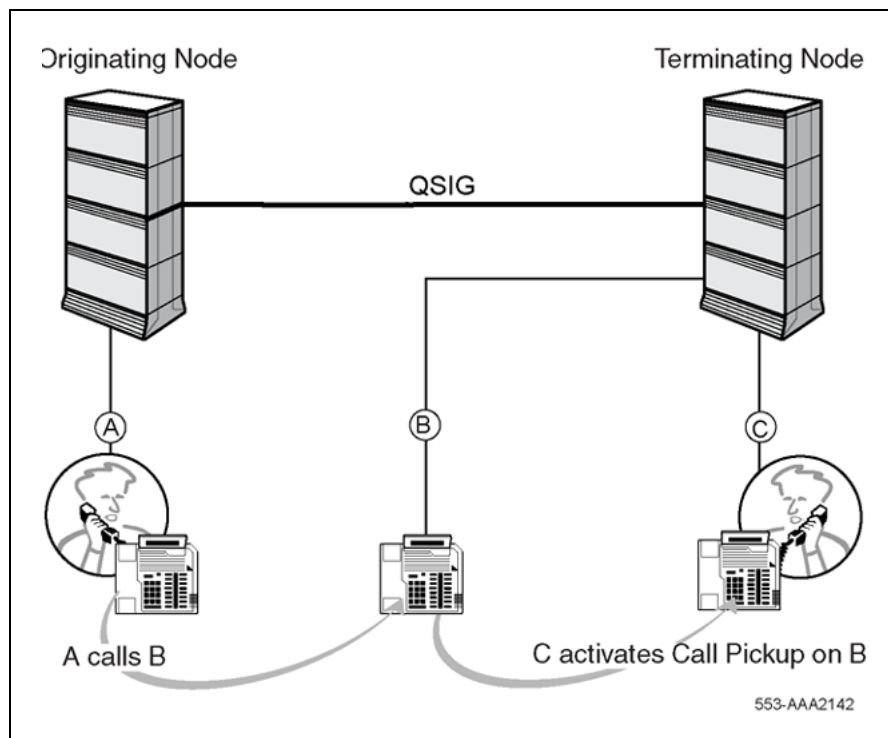 Originating Node
Terminating Node
QSIG
A
B
C
A calls B
C activates Call Pickup on B
553-AAA2142